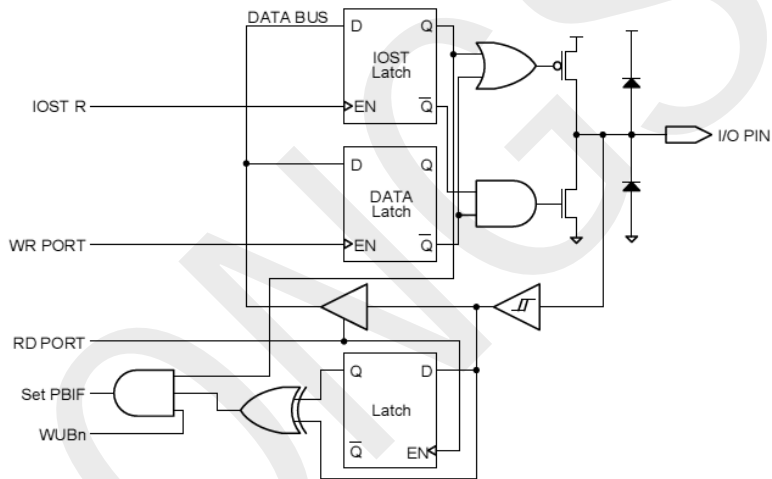 DATA BUS
D
Q
IOST
Latch
IOST R
EN
Q
I/O PIN
D
Q
DATA
Latch
WR PORT
EN
Q
RD PORT
Q
D
Set PBIF
Latch
WUBn
Q
EN
ONGS